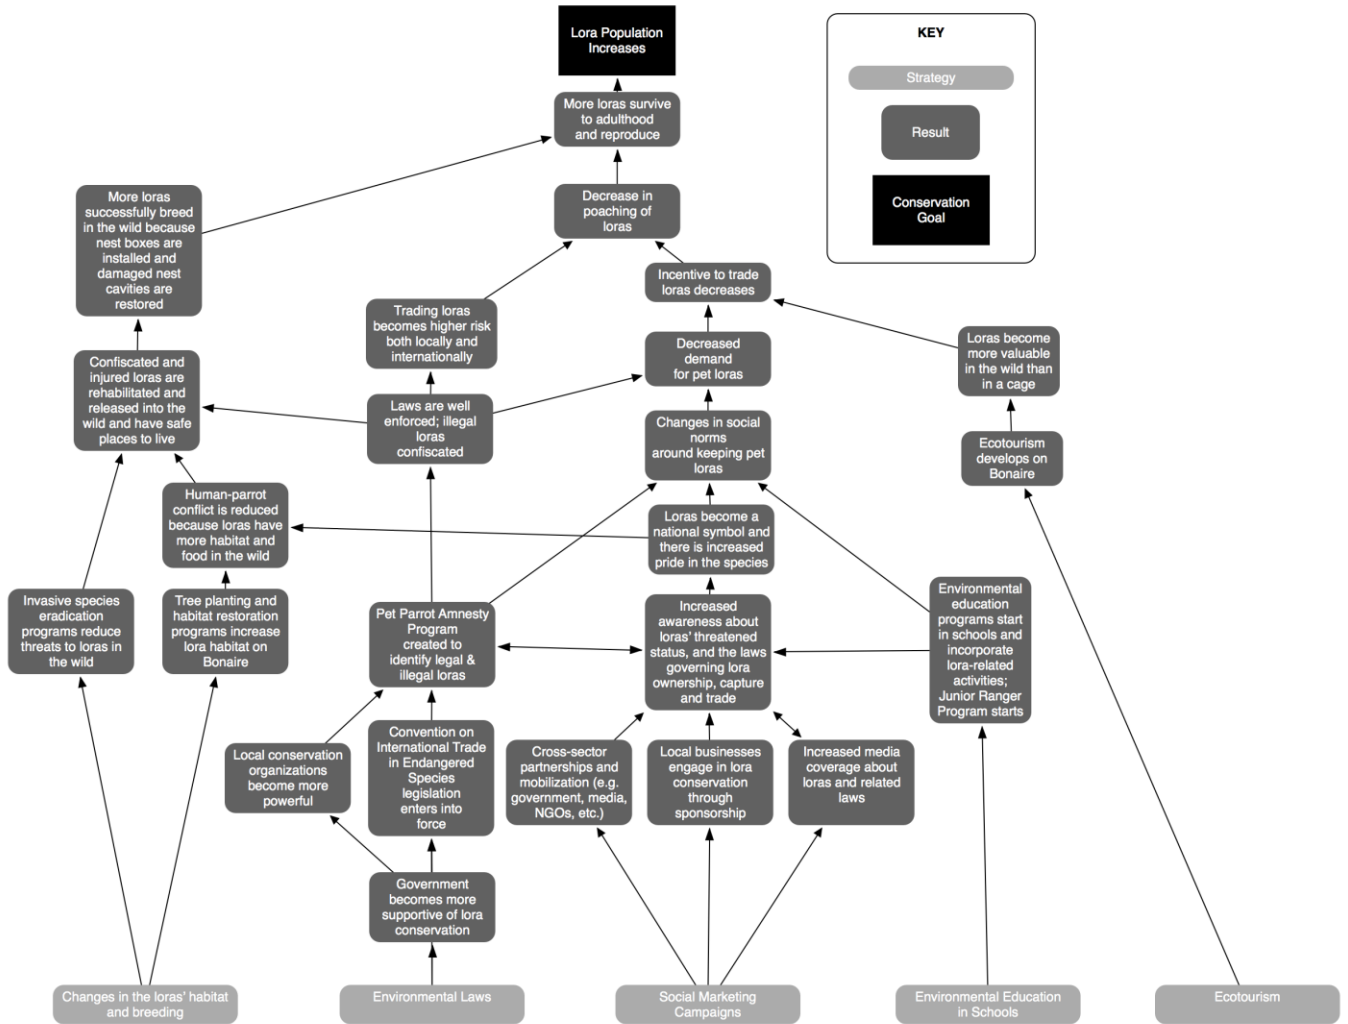 Lora Population
Increases
KEY
Strategy
Result
Conservation
Goal
More loras survive
to adulthood
and reproduce
Decrease in
poaching of
loras
More loras
successfully breed
in the wild because
nest boxes are
installed and
damaged nest
cavities are
restored
Incentive to trade
loras decreases
Trading loras
becomes higher risk
both locally and
internationally
Decreased
demand
for pet loras
Loras become
more valuable
in the wild than
in a cage
Confiscated and
injured loras are
rehabilitated and
released into the
wild and have safe
places to live
Laws are well
enforced; illegal
loras
confiscated
Changes in social
norms
around keeping pet
loras
Ecotourism
develops on
Bonaire
Human-parrot
conflict is reduced
because loras have
more habitat and
food in the wild
Loras become a
national symbol and
there is increased
pride in the species
Invasive species
eradication
programs reduce
threats to loras in
the wild
Tree planting and
habitat restoration
programs increase
lora habitat on
Bonaire
Pet Parrot Amnesty
Program
created to
identify legal &
illegal loras
Increased
awareness about
loras' threatened
status, and the laws
governing lora
ownership, capture
and trade
Environmental
education
programs start
in schools and
incorporate
lora-related
activities;
Junior Ranger
Program starts
Local conservation
organizations
become more
powerful
Convention on
International Trade
in Endangered
Species
legislation
enters into
force
Cross-sector
partnerships and
mobilization (e.g.
government, media,
NGOs, etc.)
Local businesses
engage in lora
conservation
through
sponsorship
Increased media
coverage about
loras and related
laws
Government
becomes more
supportive of lora
conservation
Changes in the loras' habitat
and breeding
Environmental Laws
Social Marketing
Campaigns
Environmental Education
in Schools
Ecotourism